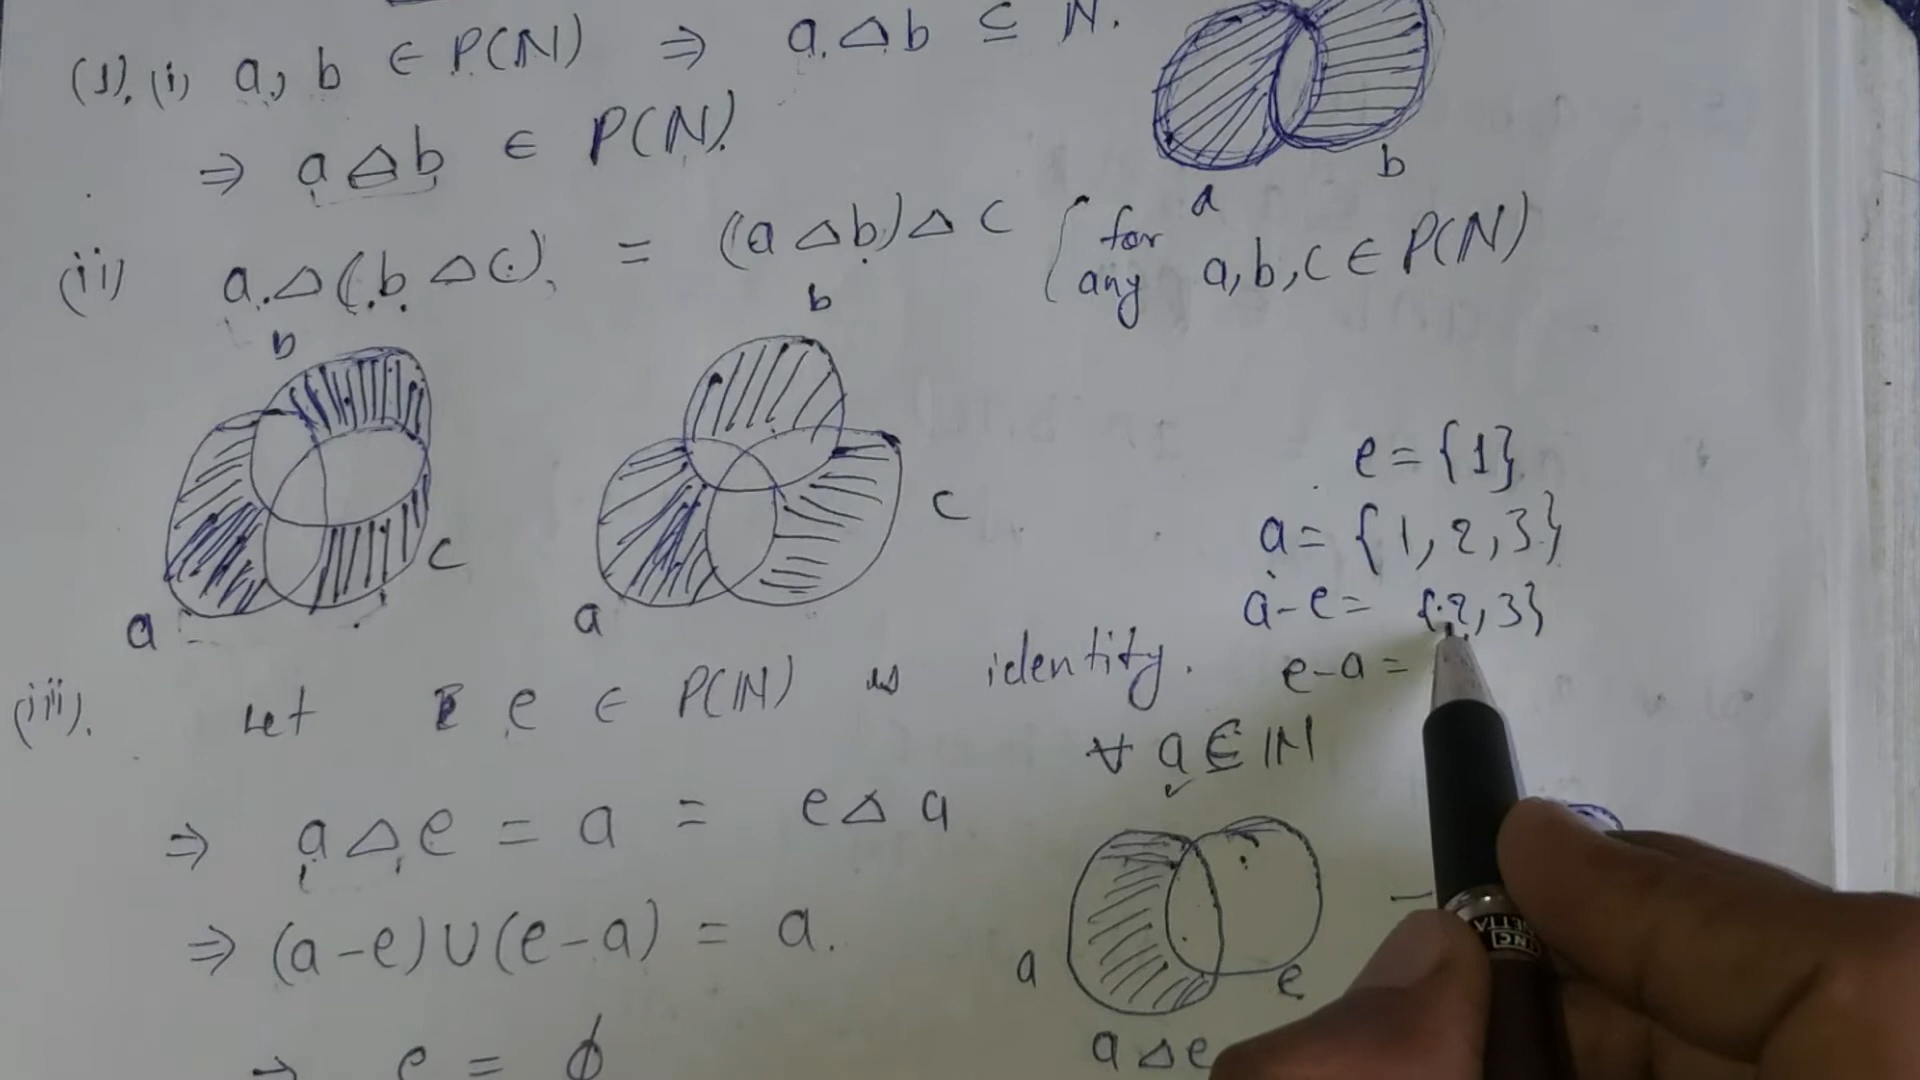 (1).(i) a, b ∈ P(N) ⇒ a Δ b ⊆ N.
⇒ a Δ b ∈ P(N).
a
b
(ii) a Δ (b Δ c) = (a Δ b) Δ c { for any a, b, c ∈ P(N)
b
a
c
b
a
c
e = {1}
a = {1, 2, 3}
a - e = {2, 3}
e - a =
(iii). Let e ∈ P(N) is identity.
∀ a ∈ N
⇒ a Δ e = a = e Δ a
⇒ (a - e) ∪ (e - a) = a.
⇒ e = ϕ
a
e
a Δ e